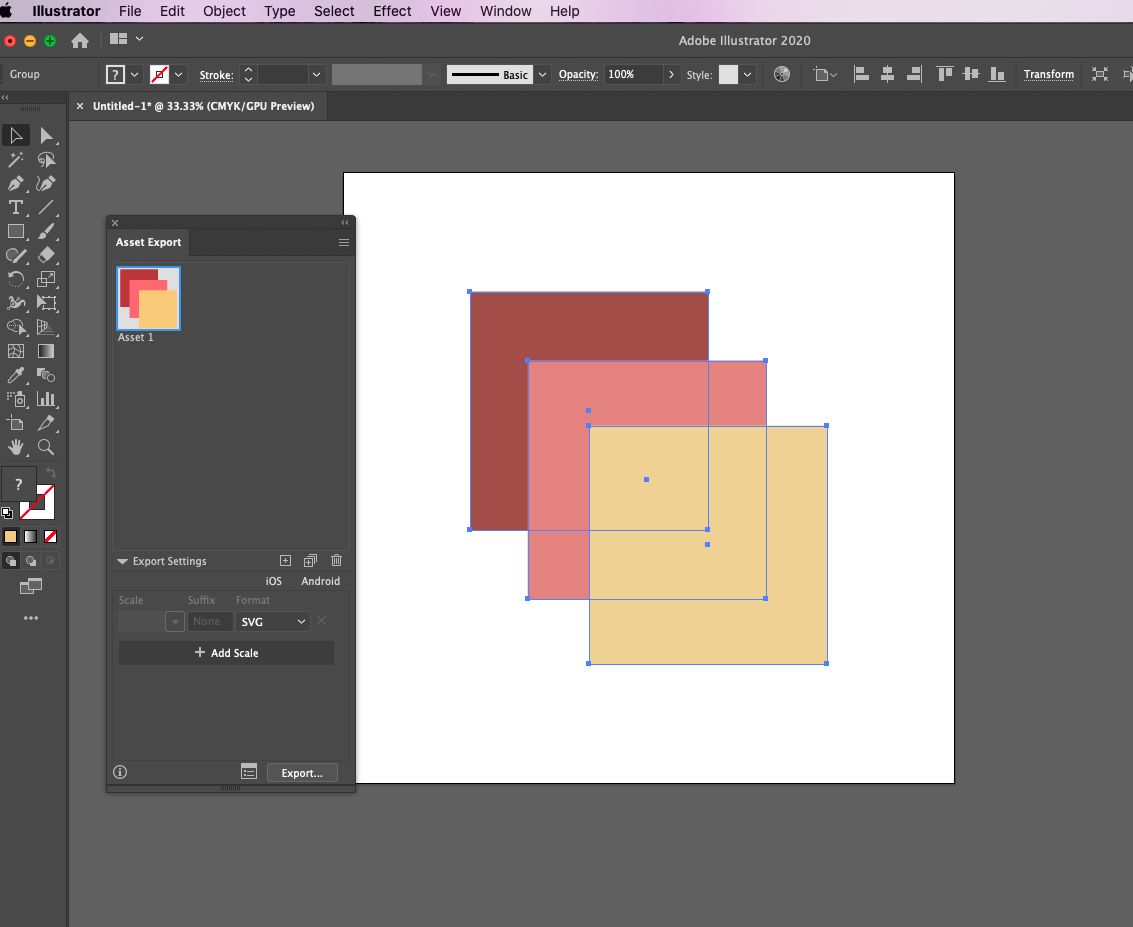 Illustrator File Edit Object Type Select Effect View Window Help
Adobe Illustrator 2020
Group ? Stroke: Basic Opacity: 100% Style: Transform
× Untitled-1* @ 33.33% (CMYK/GPU Preview)
Asset Export
Asset 1
?
Export Settings
iOS Android
Scale Suffix Format
None SVG
+ Add Scale
Export...